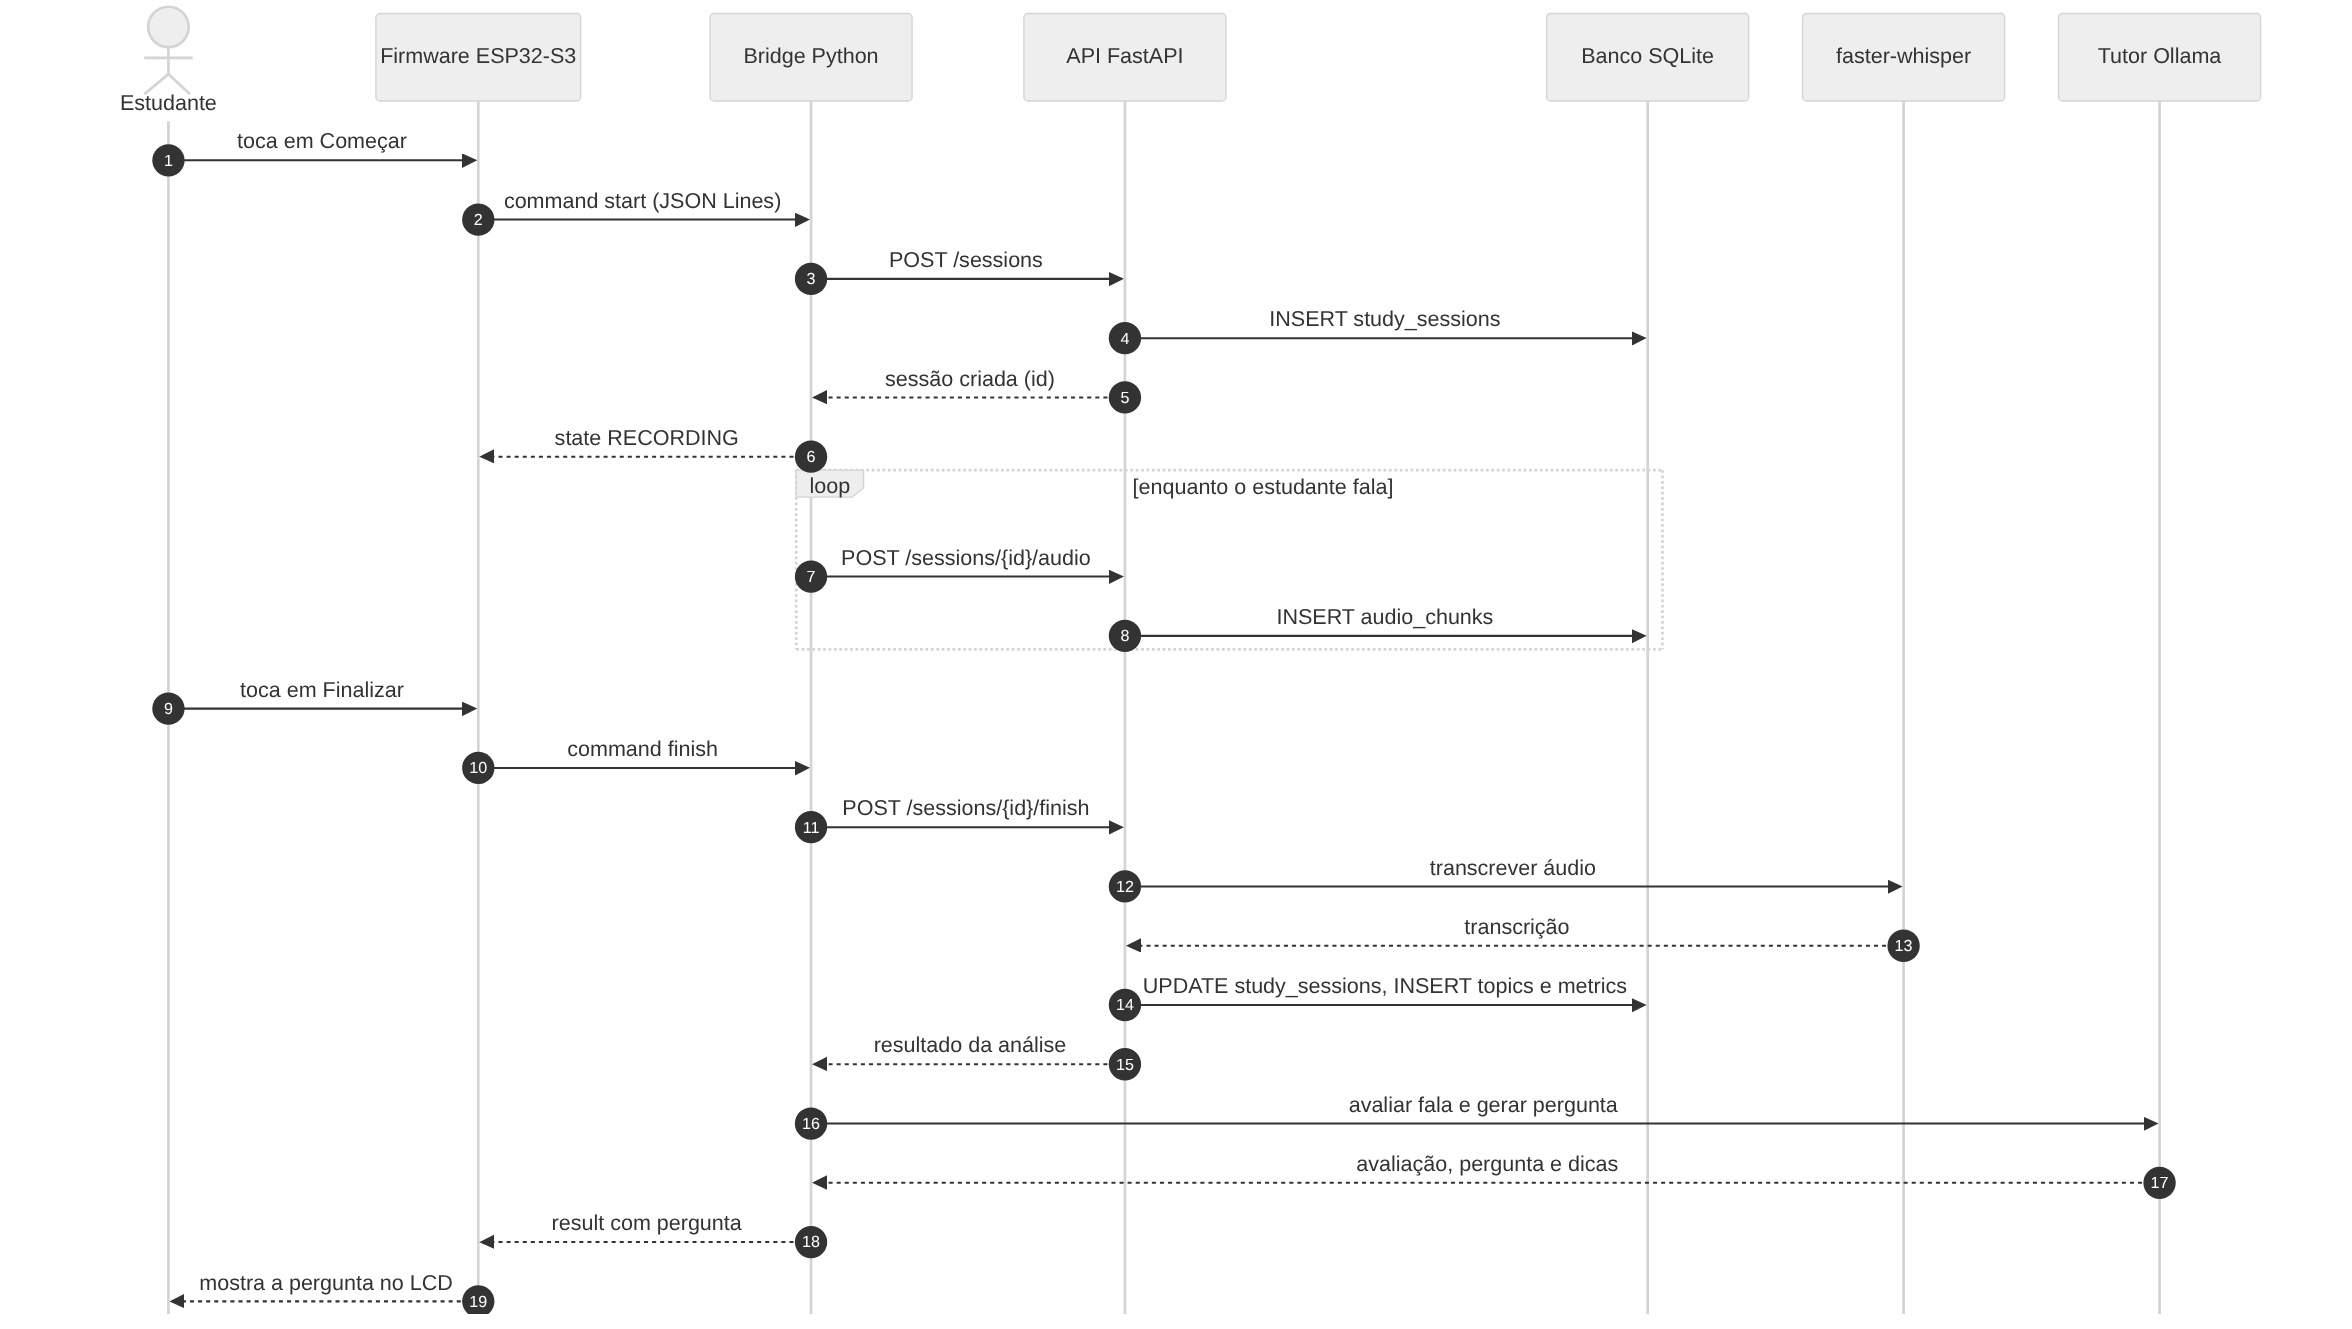 Estudante
Firmware ESP32-S3
Bridge Python
API FastAPI
Banco SQLite
faster-whisper
Tutor Ollama
1 toca em Começar
2 command start (JSON Lines)
3 POST /sessions
4 INSERT study_sessions
sessão criada (id) 5
state RECORDING 6
loop [enquanto o estudante fala]
7 POST /sessions/{id}/audio
8 INSERT audio_chunks
9 toca em Finalizar
10 command finish
11 POST /sessions/{id}/finish
12 transcrever áudio
transcrição 13
14 UPDATE study_sessions, INSERT topics e metrics
resultado da análise 15
16 avaliar fala e gerar pergunta
avaliação, pergunta e dicas 17
result com pergunta 18
mostra a pergunta no LCD 19